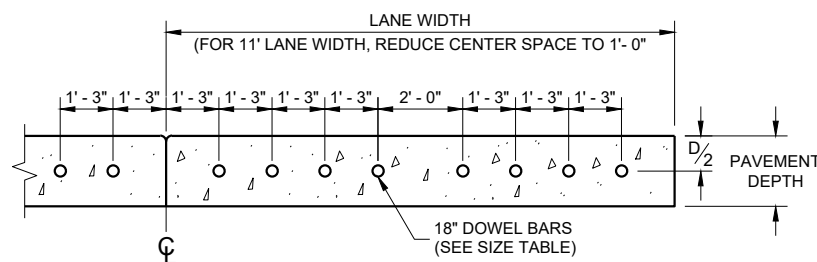 LANE WIDTH
(FOR 11' LANE WIDTH, REDUCE CENTER SPACE TO 1'- 0"
1' - 3" 1' - 3" 1' - 3" 1' - 3" 1' - 3" 1' - 3" 2' - 0" 1' - 3" 1' - 3" 1' - 3"
D/2
PAVEMENT
DEPTH
18" DOWEL BARS
(SEE SIZE TABLE)
℄